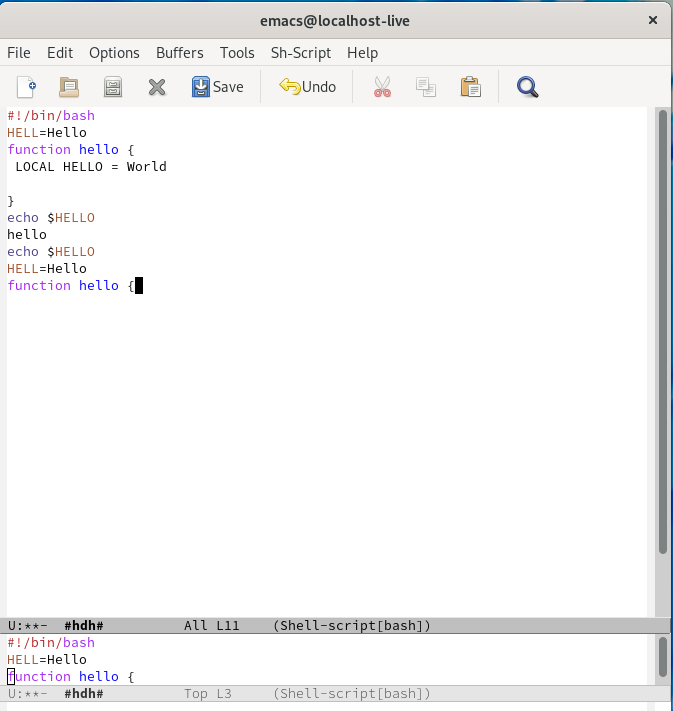 emacs@localhost-live ×
File Edit Options Buffers Tools Sh-Script Help
Save Undo
#!/bin/bash
HELL=Hello
function hello {
 LOCAL HELLO = World

}
echo $HELLO
hello
echo $HELLO
HELL=Hello
function hello {
U:**- #hdh# All L11 (Shell-script[bash])
#!/bin/bash
HELL=Hello
function hello {
U:**- #hdh# Top L3 (Shell-script[bash])